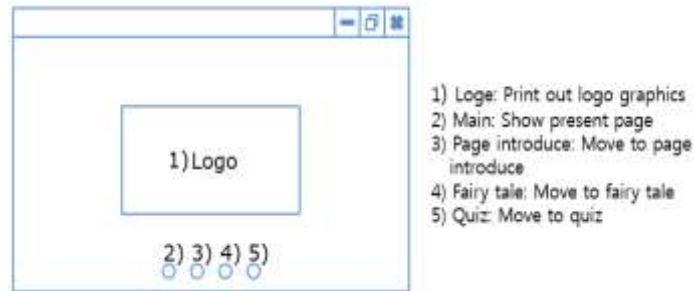 1)Logo
2) 3) 4) 5)
1) Loge: Print out logo graphics
2) Main: Show present page
3) Page introduce: Move to page
introduce
4) Fairy tale: Move to fairy tale
5) Quiz: Move to quiz